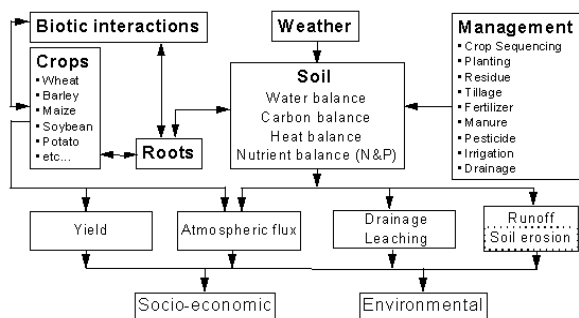 Biotic interactions
Weather
Management
▪ Crop Sequencing
▪ Planting
▪ Residue
▪ Tillage
▪ Fertilizer
▪ Manure
▪ Pesticide
▪ Irrigation
▪ Drainage
Crops
▪ Wheat
▪ Barley
▪ Maize
▪ Soybean
▪ Potato
▪ etc...
Soil
Water balance
Carbon balance
Heat balance
Nutrient balance (N&P)
Roots
Yield
Atmospheric flux
Drainage
Leaching
Runoff
Soil erosion
Socio-economic
Environmental